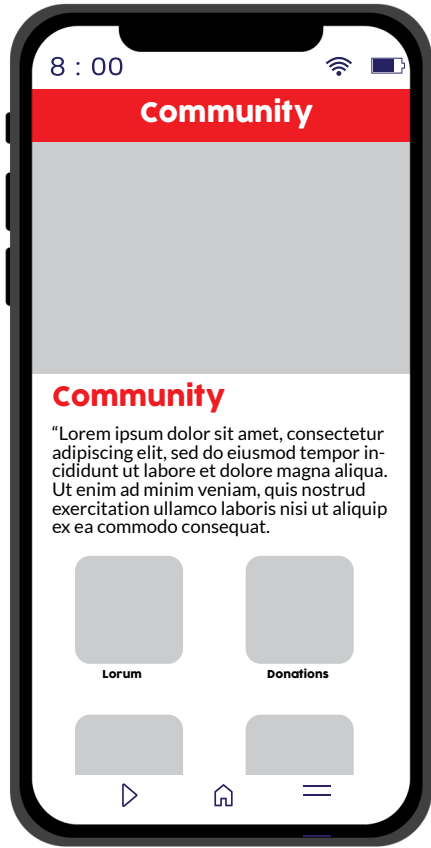 8 : 00
Community
Community
“Lorem ipsum dolor sit amet, consectetur
adipiscing elit, sed do eiusmod tempor in-
cididunt ut labore et dolore magna aliqua.
Ut enim ad minim veniam, quis nostrud
exercitation ullamco laboris nisi ut aliquip
ex ea commodo consequat.
Lorum
Donations